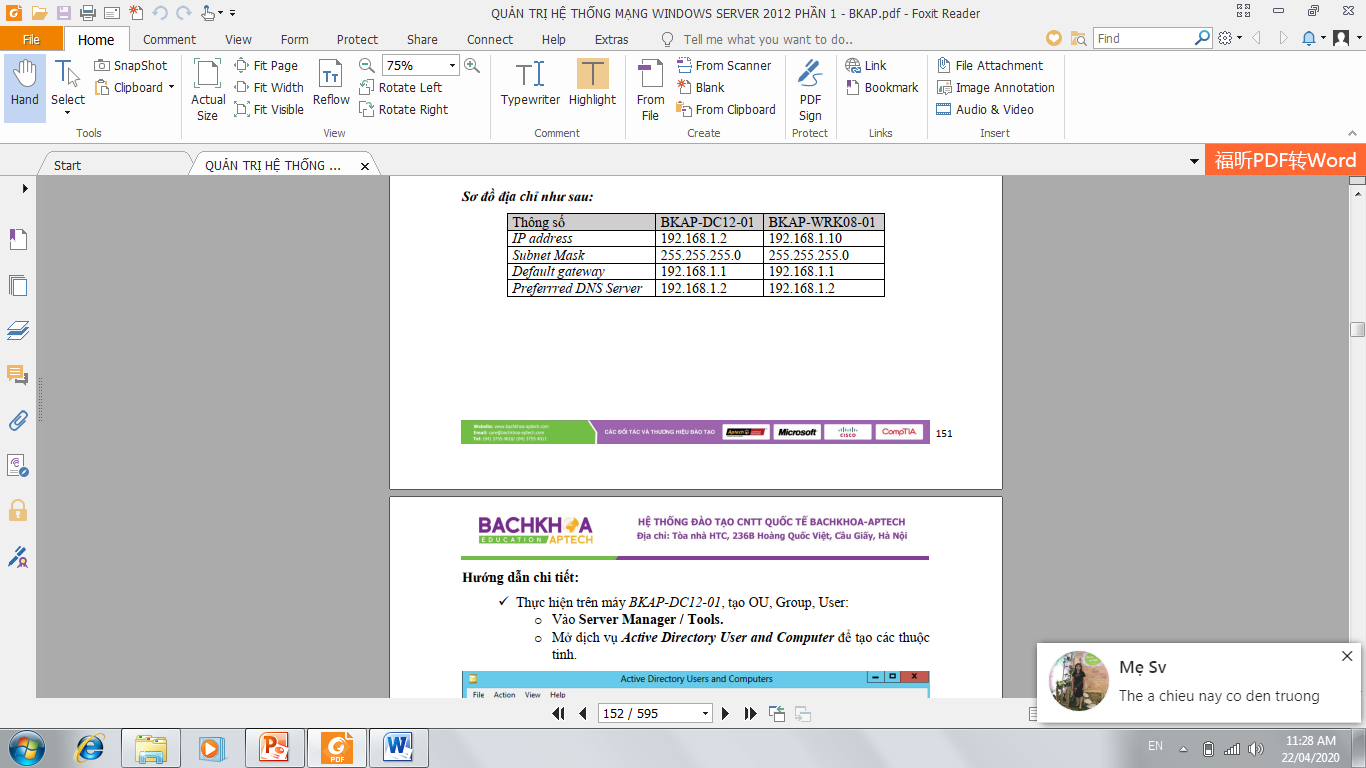 QUẢN TRỊ HỆ THỐNG MẠNG WINDOWS SERVER 2012 PHẦN 1 - BKAP.pdf - Foxit Reader
File Home Comment View Form Protect Share Connect Help Extras Tell me what you want to do.. Find
Hand
Select
SnapShot
Clipboard
Tools
Actual Size
Fit Page
Fit Width
Fit Visible
Reflow
75%
Rotate Left
Rotate Right
View
Typewriter
Highlight
Comment
From File
From Scanner
Blank
From Clipboard
Create
PDF Sign
Protect
Link
Bookmark
Links
File Attachment
Image Annotation
Audio & Video
Insert
Start
QUẢN TRỊ HỆ THỐNG ...
福昕PDF转Word
Sơ đồ địa chỉ như sau:
Thông số BKAP-DC12-01 BKAP-WRK08-01
IP address 192.168.1.2 192.168.1.10
Subnet Mask 255.255.255.0 255.255.255.0
Default gateway 192.168.1.1 192.168.1.1
Preferrred DNS Server 192.168.1.2 192.168.1.2
Website: www.bachkhoa-aptech.com
CÁC ĐỐI TÁC VÀ THƯƠNG HIỆU ĐÀO TẠO Aptech Microsoft CISCO CompTIA
151
BACHKHOA
EDUCATION APTECH
HỆ THỐNG ĐÀO TẠO CNTT QUỐC TẾ BACHKHOA-APTECH
Địa chỉ: Tòa nhà HTC, 236B Hoàng Quốc Việt, Cầu Giấy, Hà Nội
Hướng dẫn chi tiết:
✓ Thực hiện trên máy BKAP-DC12-01, tạo OU, Group, User:
o Vào Server Manager / Tools.
o Mở dịch vụ Active Directory User and Computer để tạo các thuộc
tính.
Active Directory Users and Computers
File Action View Help
Mẹ Sv
The a chieu nay co den truong
152 / 595
EN
11:28 AM
22/04/2020